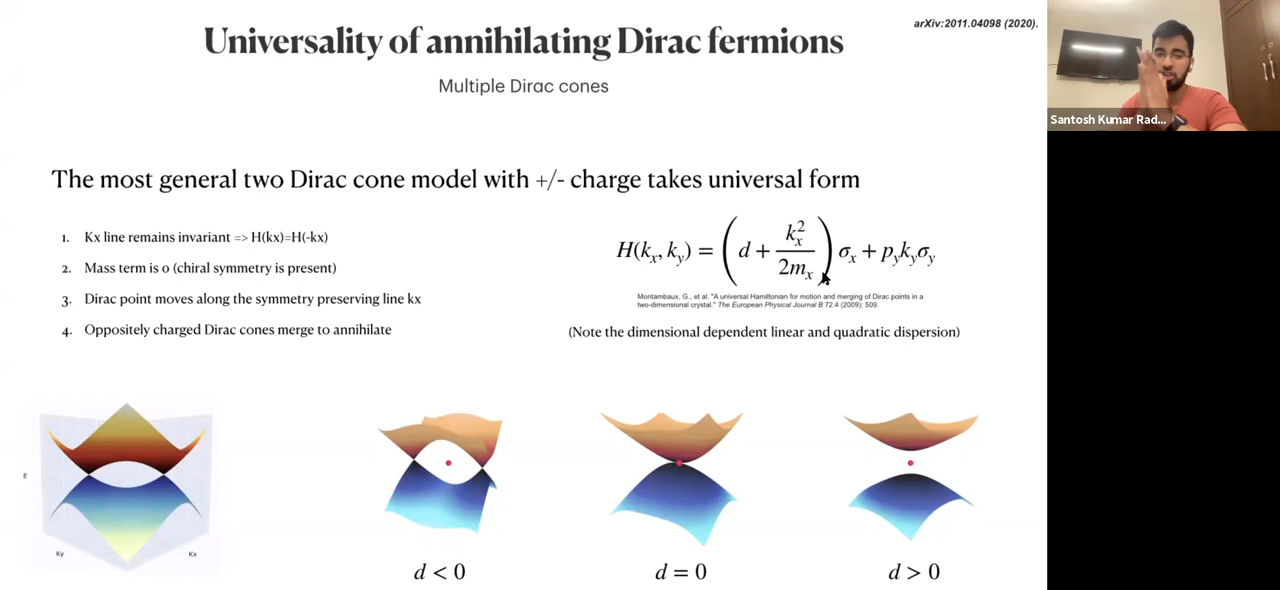 arXiv:2011.04098 (2020).
Universality of annihilating Dirac fermions
Multiple Dirac cones
Santosh Kumar Rad...
The most general two Dirac cone model with +/- charge takes universal form
1. Kx line remains invariant => H(kx)=H(-kx)
2. Mass term is 0 (chiral symmetry is present)
3. Dirac point moves along the symmetry preserving line kx
4. Oppositely charged Dirac cones merge to annihilate
H(kₓ, kᵧ) = (d + kₓ²/2mₓ) σₓ + pᵧkᵧσᵧ
Montambaux, G., et al. "A universal Hamiltonian for motion and merging of Dirac points in a
two-dimensional crystal." The European Physical Journal B 72.4 (2009): 509.
(Note the dimensional dependent linear and quadratic dispersion)
E
Ky
Kx
d < 0
d = 0
d > 0